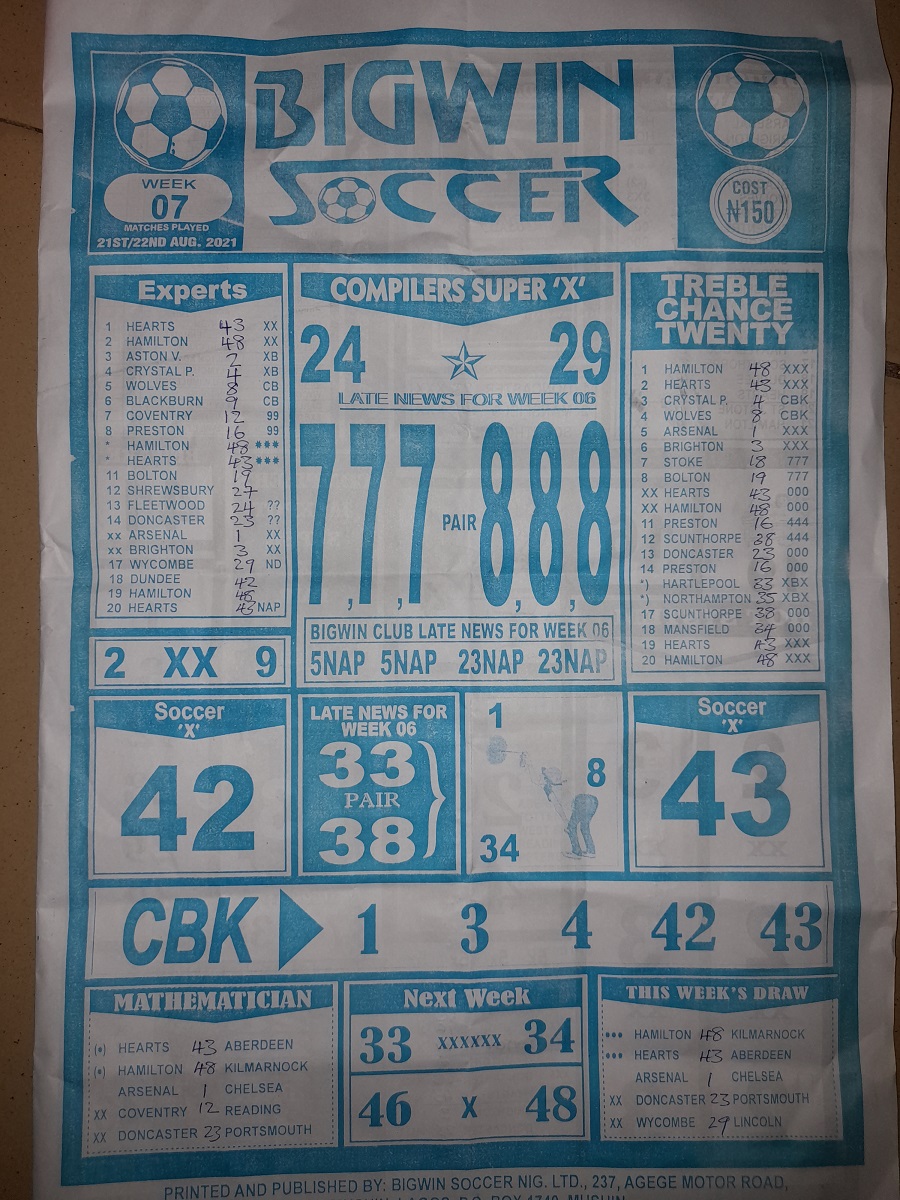 BIGWIN
SOCCER
WEEK
07
MATCHES PLAYED
21ST/22ND AUG. 2021
COST
₦150
Experts
1 HEARTS 43 XX
2 HAMILTON 48 XX
3 ASTON V. 2 XB
4 CRYSTAL P. 4 XB
5 WOLVES 8 CB
6 BLACKBURN 9 CB
7 COVENTRY 12 99
8 PRESTON 16 99
* HAMILTON 48 ***
* HEARTS 43 ***
11 BOLTON 19
12 SHREWSBURY 27
13 FLEETWOOD 24 ??
14 DONCASTER 23 ??
xx ARSENAL 1 XX
xx BRIGHTON 3 XX
17 WYCOMBE 29 ND
18 DUNDEE 42
19 HAMILTON 48
20 HEARTS 43 NAP
2 XX 9
COMPILERS SUPER 'X'
24 29
LATE NEWS FOR WEEK 06
7,7,7 PAIR 8,8,8
BIGWIN CLUB LATE NEWS FOR WEEK 06
5NAP 5NAP 23NAP 23NAP
TREBLE
CHANCE
TWENTY
1 HAMILTON 48 XXX
2 HEARTS 43 XXX
3 CRYSTAL P. 4 CBK
4 WOLVES 8 CBK
5 ARSENAL 1 XXX
6 BRIGHTON 3 XXX
7 STOKE 18 777
8 BOLTON 19 777
XX HEARTS 43 000
XX HAMILTON 48 000
11 PRESTON 16 444
12 SCUNTHORPE 38 444
13 DONCASTER 23 000
14 PRESTON 16 000
*) HARTLEPOOL 33 XBX
*) NORTHAMPTON 35 XBX
17 SCUNTHORPE 38 000
18 MANSFIELD 34 000
19 HEARTS 43 XXX
20 HAMILTON 48 XXX
Soccer
'X'
42
LATE NEWS FOR
WEEK 06
33
PAIR
38
1
8
34
Soccer
'X'
43
CBK 1 3 4 42 43
MATHEMATICIAN
(*) HEARTS 43 ABERDEEN
(*) HAMILTON 48 KILMARNOCK
ARSENAL 1 CHELSEA
XX COVENTRY 12 READING
XX DONCASTER 23 PORTSMOUTH
Next Week
33 XXXXXX 34
46 X 48
THIS WEEK'S DRAW
*** HAMILTON 48 KILMARNOCK
*** HEARTS 43 ABERDEEN
ARSENAL 1 CHELSEA
XX DONCASTER 23 PORTSMOUTH
XX WYCOMBE 29 LINCOLN
PRINTED AND PUBLISHED BY: BIGWIN SOCCER NIG. LTD., 237, AGEGE MOTOR ROAD,